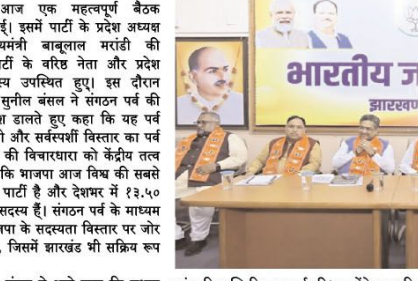 आज एक महत्वपूर्ण बैठक
ई। इसमें पार्टी के प्रदेश अध्यक्ष
यमंत्री बाबूलाल मरांडी की
र्टी के वरिष्ठ नेता और प्रदेश
स्य उपस्थित हुए। इस दौरान
सुनील बंसल ने संगठन पर्व की
श डालते हुए कहा कि यह पर्व
ी और सर्वस्पर्शी विस्तार का पर्व
की विचारधारा को केंद्रीय तत्व
कि भाजपा आज विश्व की सबसे
पार्टी है और देशभर में १३.५०
सदस्य हैं। संगठन पर्व के माध्यम
जपा के सदस्यता विस्तार पर जोर
, जिसमें झारखंड भी सक्रिय रूप
भारतीय ज
झारखण